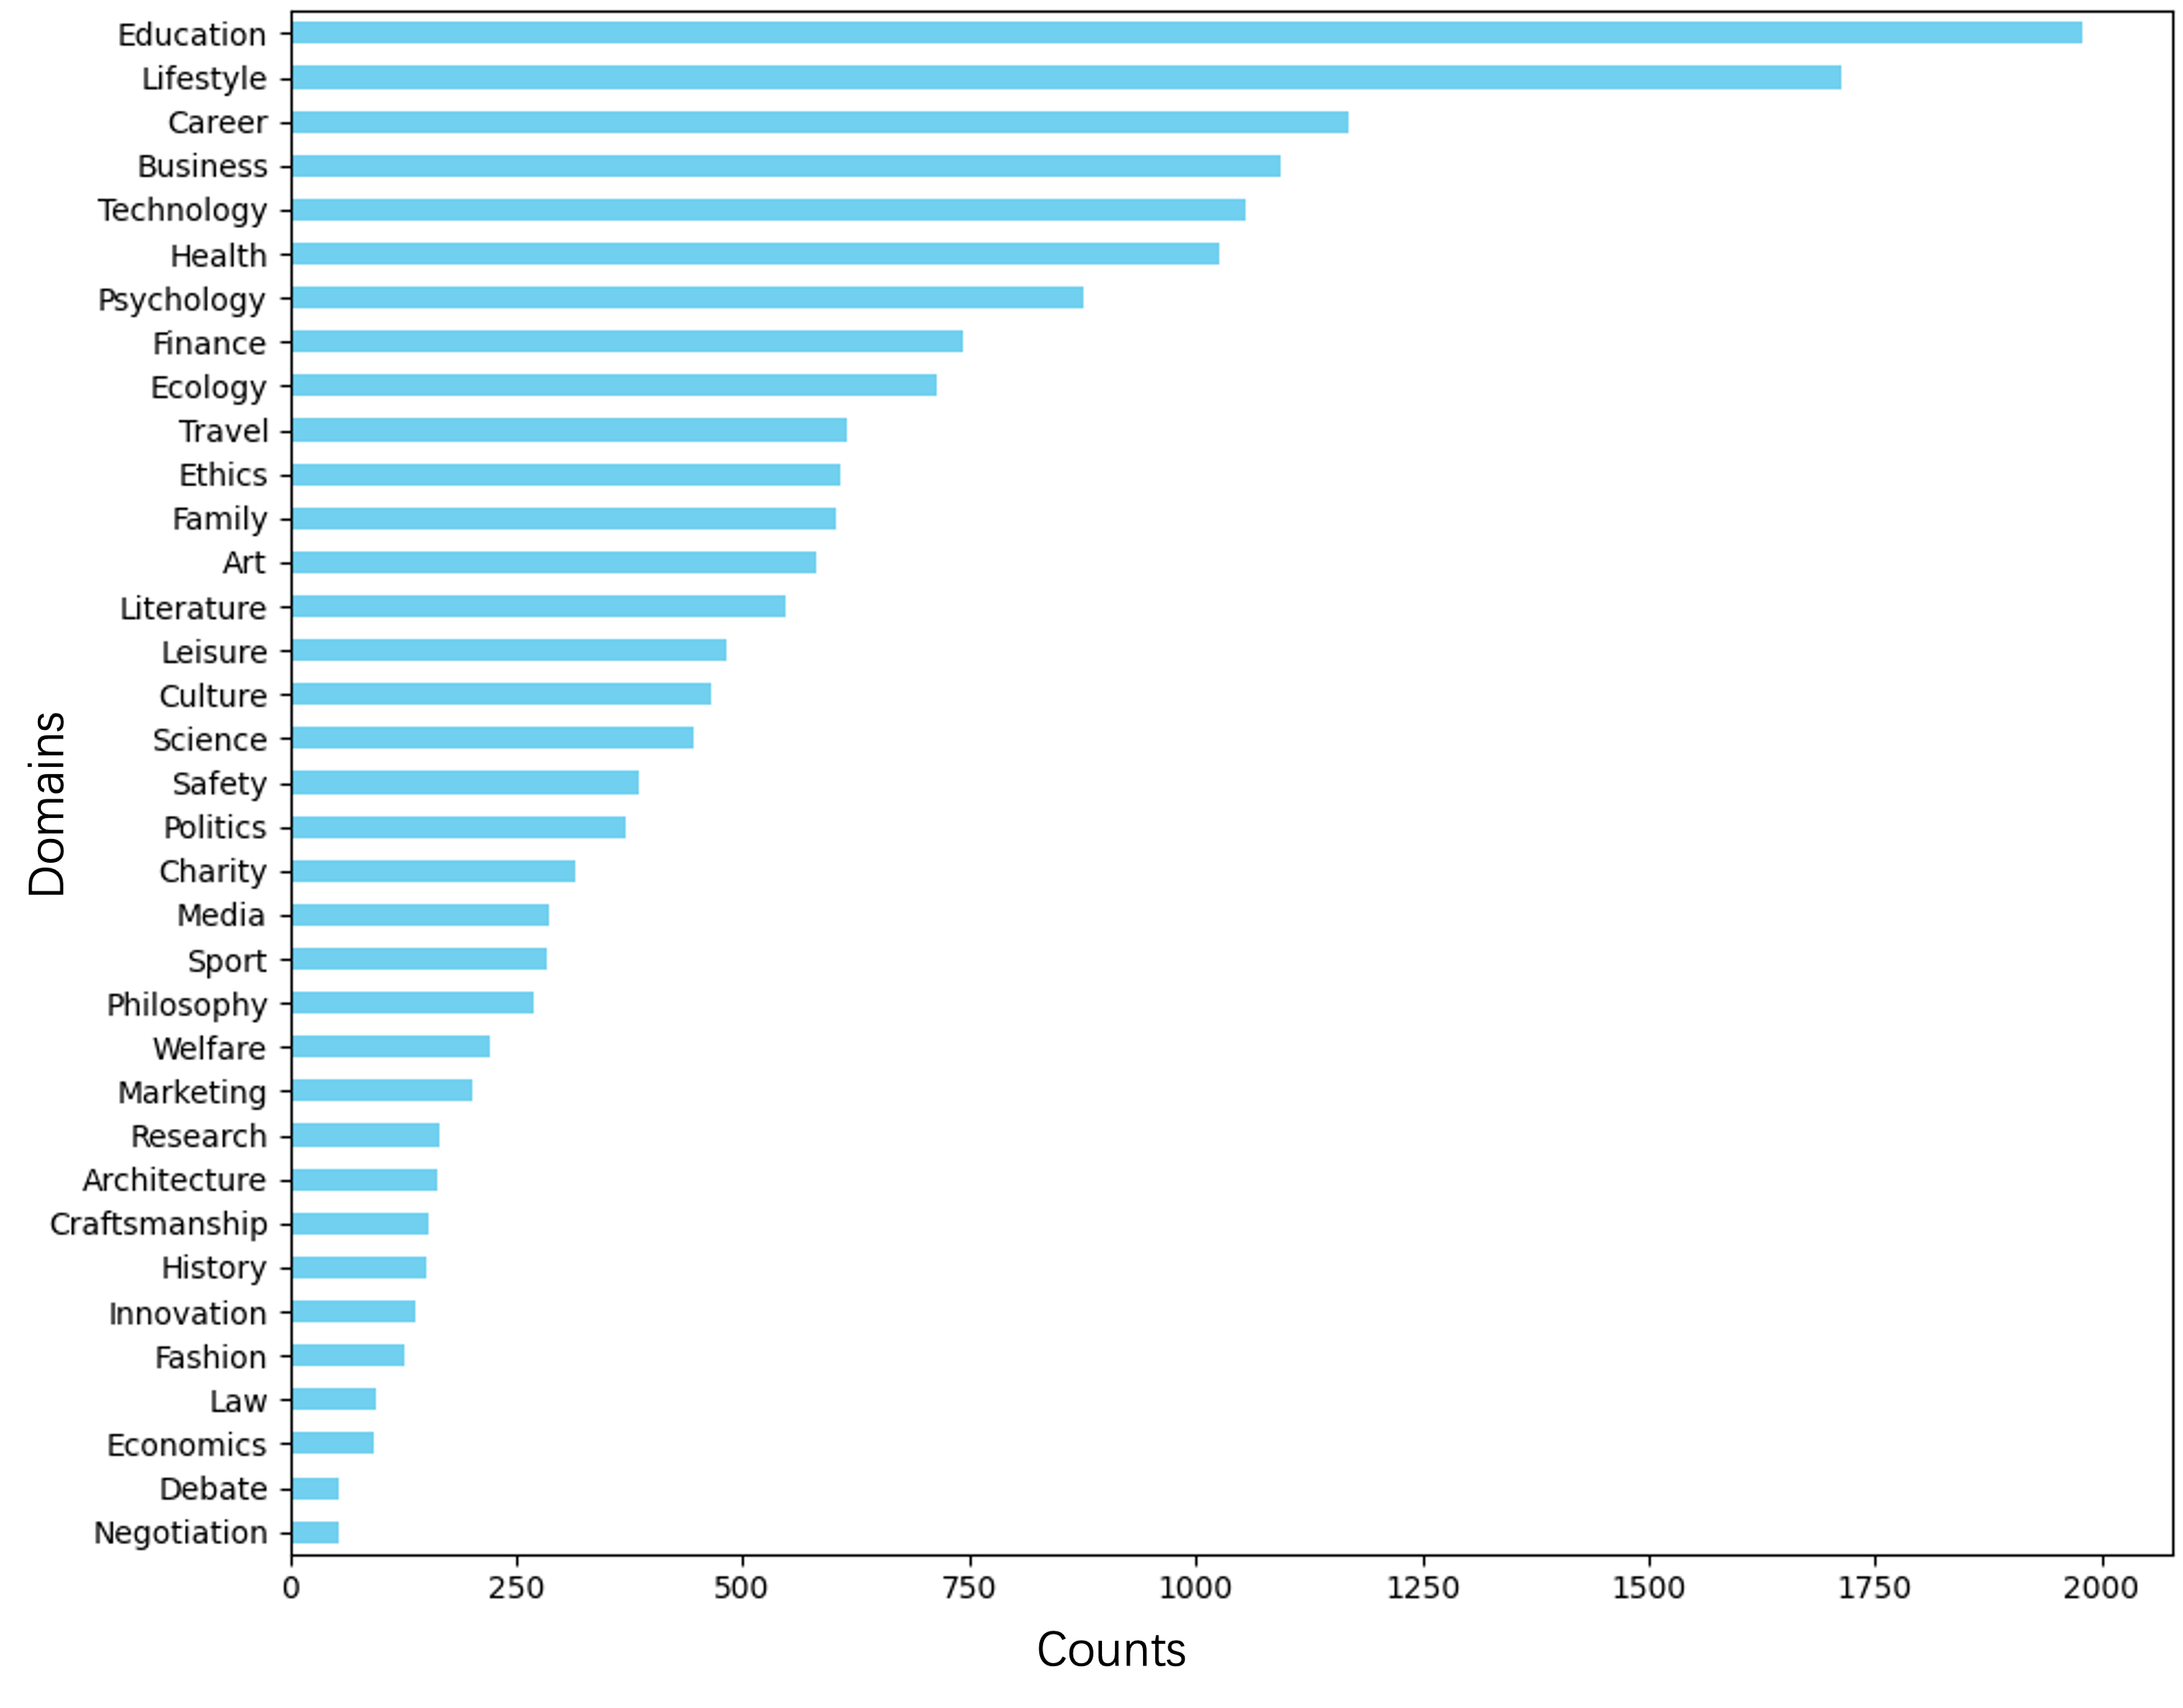 Education
Lifestyle
Career
Business
Technology
Health
Psychology
Finance
Ecology
Travel
Ethics
Family
Art
Literature
Leisure
Culture
Science
Safety
Politics
Charity
Media
Sport
Philosophy
Welfare
Marketing
Research
Architecture
Craftsmanship
History
Innovation
Fashion
Law
Economics
Debate
Negotiation
Domains
0 250 500 750 1000 1250 1500 1750 2000
Counts